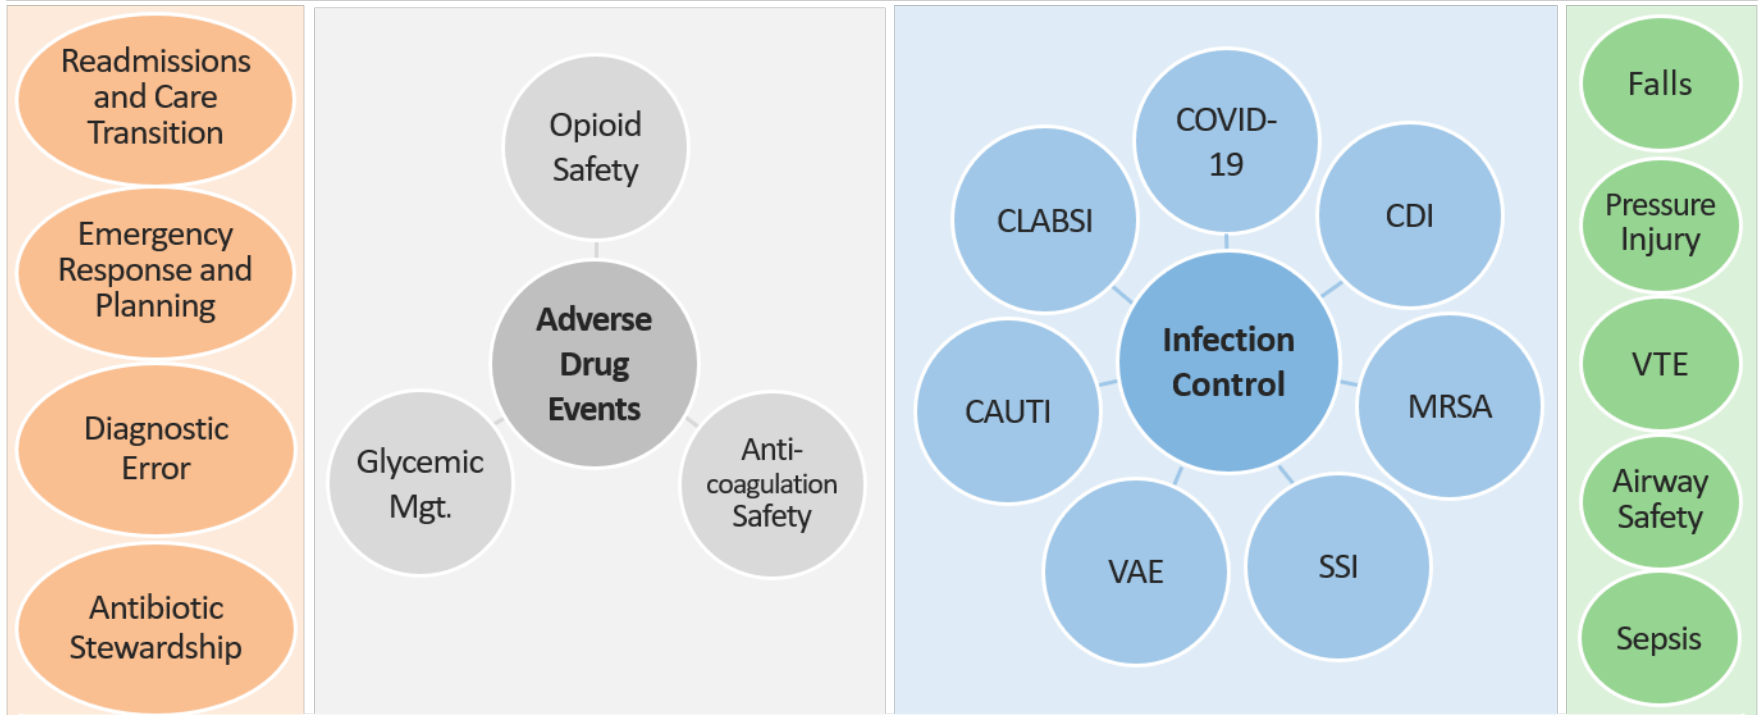 Readmissions
and Care
Transition
Emergency
Response and
Planning
Diagnostic
Error
Antibiotic
Stewardship
Opioid
Safety
Adverse
Drug
Events
Glycemic
Mgt.
Anti-
coagulation
Safety
COVID-
19
CLABSI
CDI
Infection
Control
CAUTI
MRSA
VAE
SSI
Falls
Pressure
Injury
VTE
Airway
Safety
Sepsis